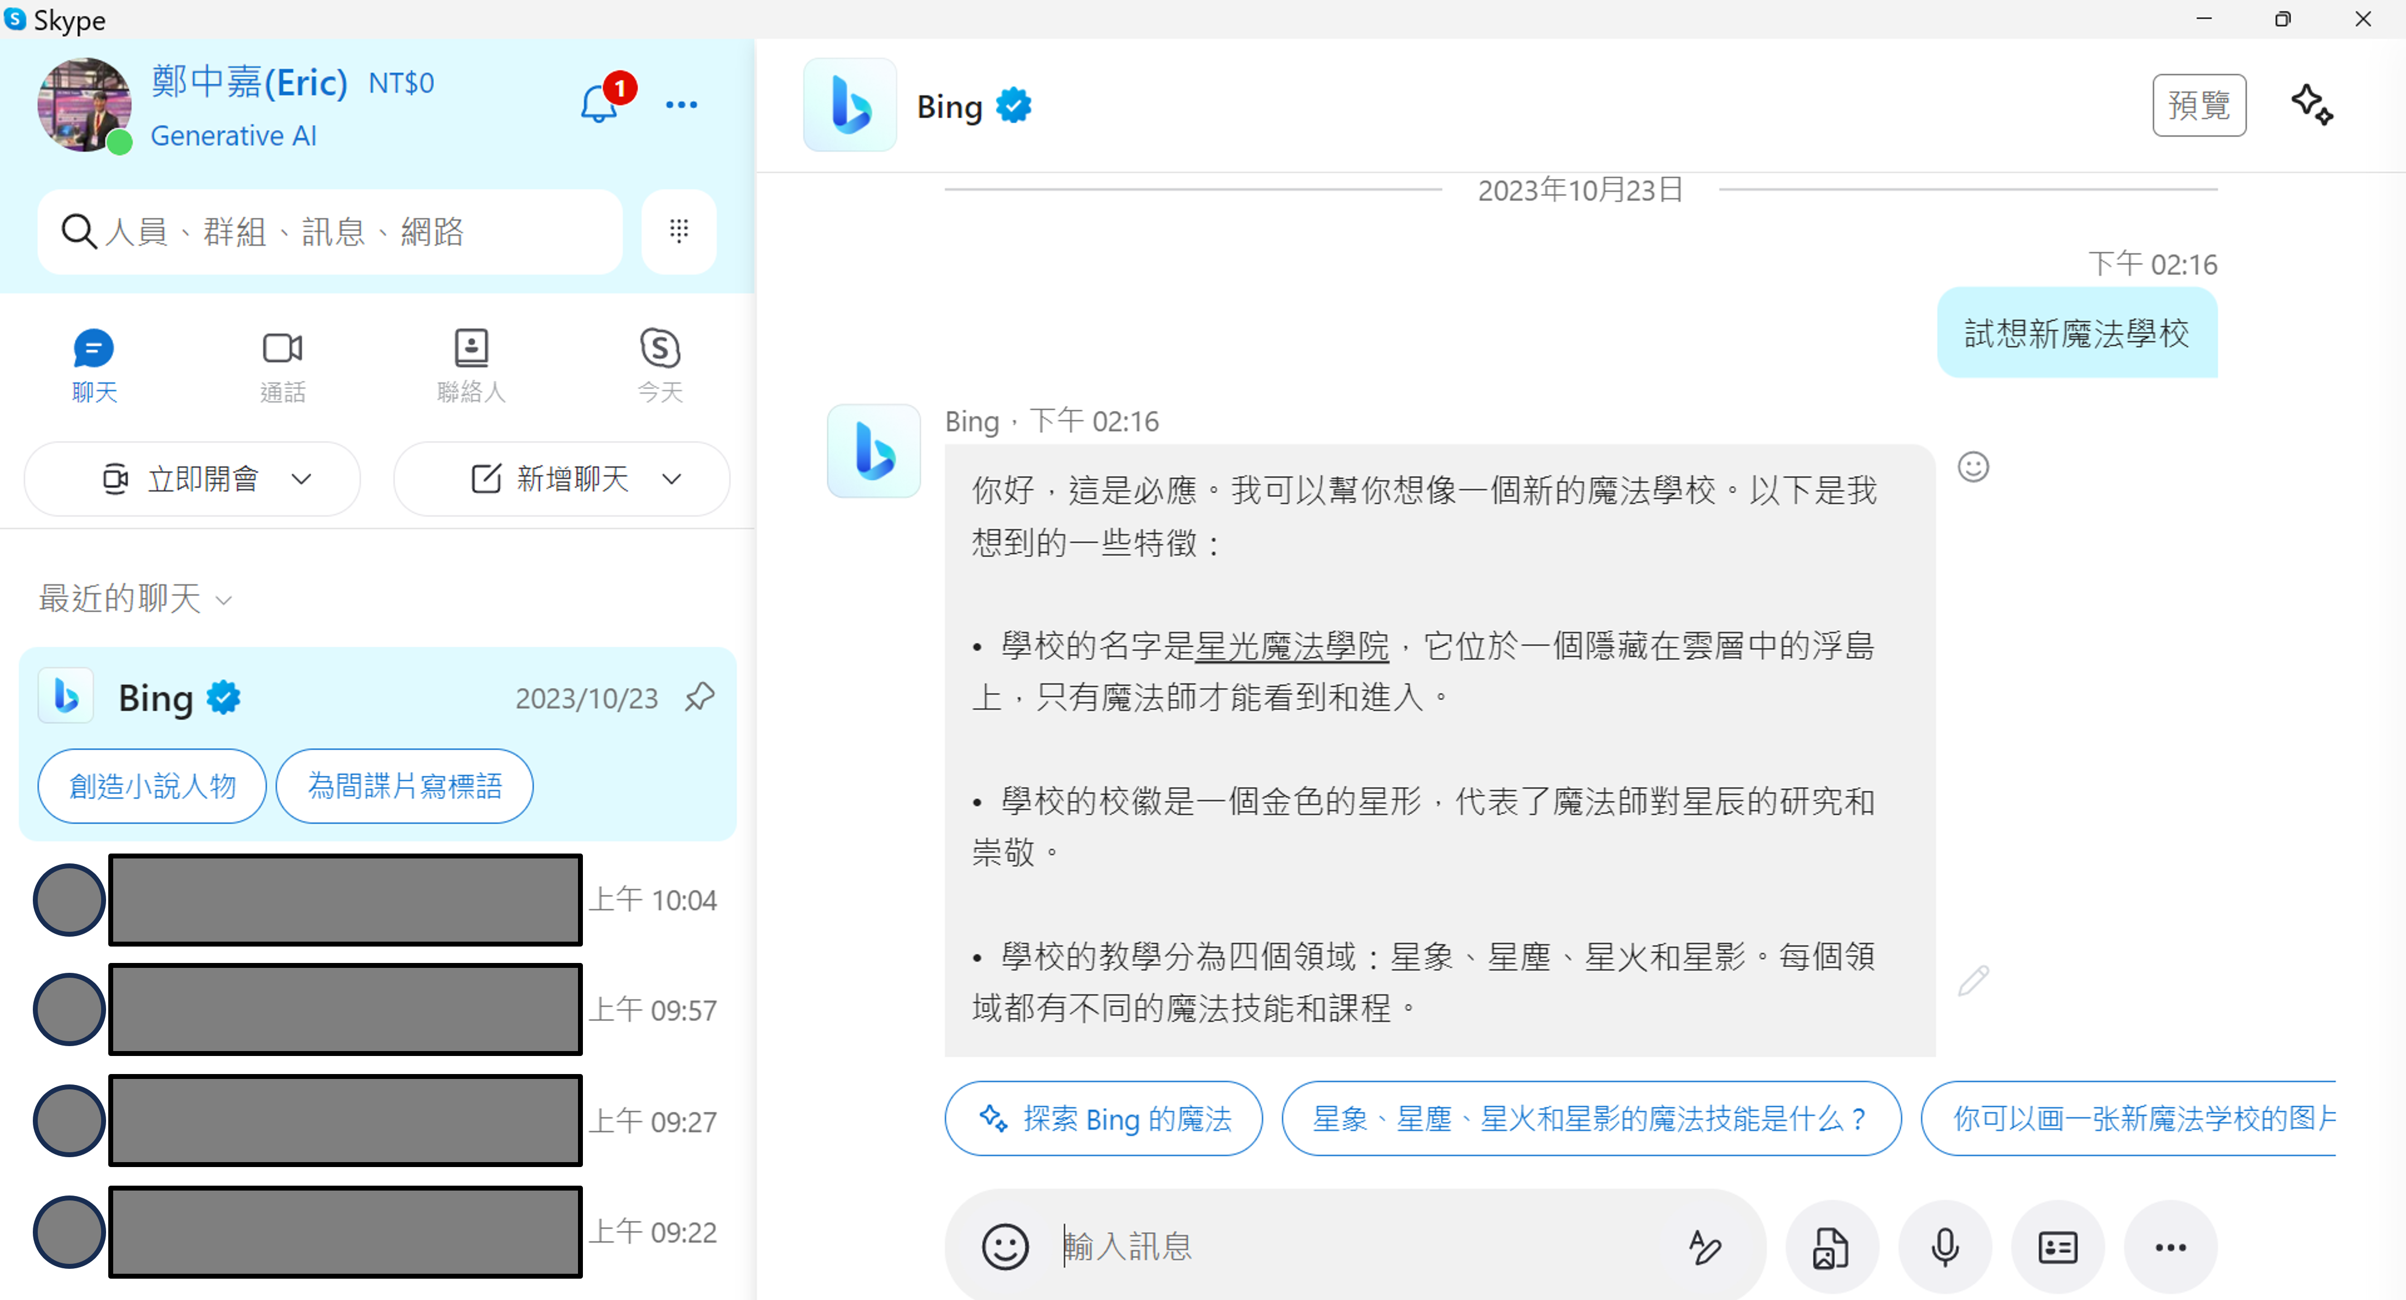 Skype
鄭中嘉(Eric) NT$0
Generative AI
1
人員、群組、訊息、網路
聊天
通話
聯絡人
今天
立即開會
新增聊天
最近的聊天
Bing
2023/10/23
創造小說人物
為間諜片寫標語
上午 10:04
上午 09:57
上午 09:27
上午 09:22
Bing
預覽
2023年10月23日
下午 02:16
試想新魔法學校
Bing，下午 02:16
你好，這是必應。我可以幫你想像一個新的魔法學校。以下是我
想到的一些特徵：
• 學校的名字是星光魔法學院，它位於一個隱藏在雲層中的浮島
上，只有魔法師才能看到和進入。
• 學校的校徽是一個金色的星形，代表了魔法師對星辰的研究和
崇敬。
• 學校的教學分為四個領域：星象、星塵、星火和星影。每個領
域都有不同的魔法技能和課程。
探索 Bing 的魔法
星象、星塵、星火和星影的魔法技能是什么？
你可以画一张新魔法学校的图片
輸入訊息